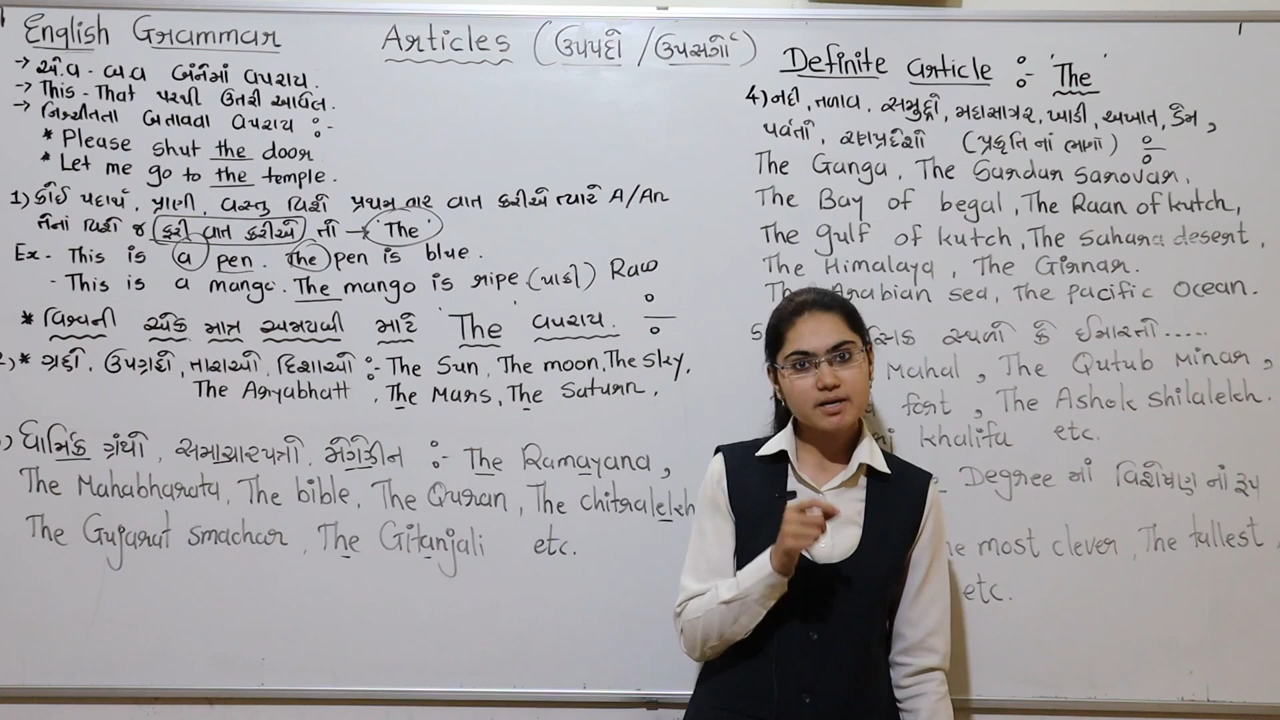 English Grammar
Articles (ઉપપદો / ઉપસર્ગો)
→ એ.વ - બ.વ બંનેમાં વપરાય.
→ This - That પરથી ઉતરી આવેલ.
→ નિશ્ચીતતા બતાવવા વપરાય :-
* Please shut the door
* Let me go to the temple.
1) કોઈ પદાર્થ, પ્રાણી, વસ્તુ વિશે પ્રથમ વાર વાત કરીએ ત્યારે A/An
તેના વિશે જ ફરી વાત કરીએ તો → 'The'
Ex - This is a pen. The pen is blue.
- This is a mango. The mango is ripe (પાકી) Raw
* વિશ્વની એક માત્ર અજાયબી માટે 'The' વપરાય. :-
2) * ગ્રહો, ઉપગ્રહો, તારાઓ, દિશાઓ :- The Sun, The moon, The sky,
The Aryabhatt, The Mars, The Saturn,
) ધાર્મિક ગ્રંથો, સમાચારપત્રો, મેગેઝીન :- The Ramayana,
The Mahabharata, The bible, The Quran, The chitralekh
The Gujarat smachar, The Gitanjali etc.
Definite article :- 'The'
4) નદી, તળાવ, સમુદ્રો, મહાસાગર, ખાડી, અખાત, ડેમ,
પર્વતો, રણપ્રદેશો (પ્રકૃતિનાં ભાગો) :-
The Ganga, The Sardar sarovar,
The Bay of begal, The Raan of kutch,
The gulf of kutch, The Sahara desert,
The Himalaya, The Girnar.
Arabian sea, The pacific Ocean.
5 સ્થળો કે ઈમારતો.....
Mahal, The Qutub Minar,
fort, The Ashok shilalekh.
khalifa etc.
Degree માં વિશેષણ નાં રૂપ
most clever, The tallest
etc.